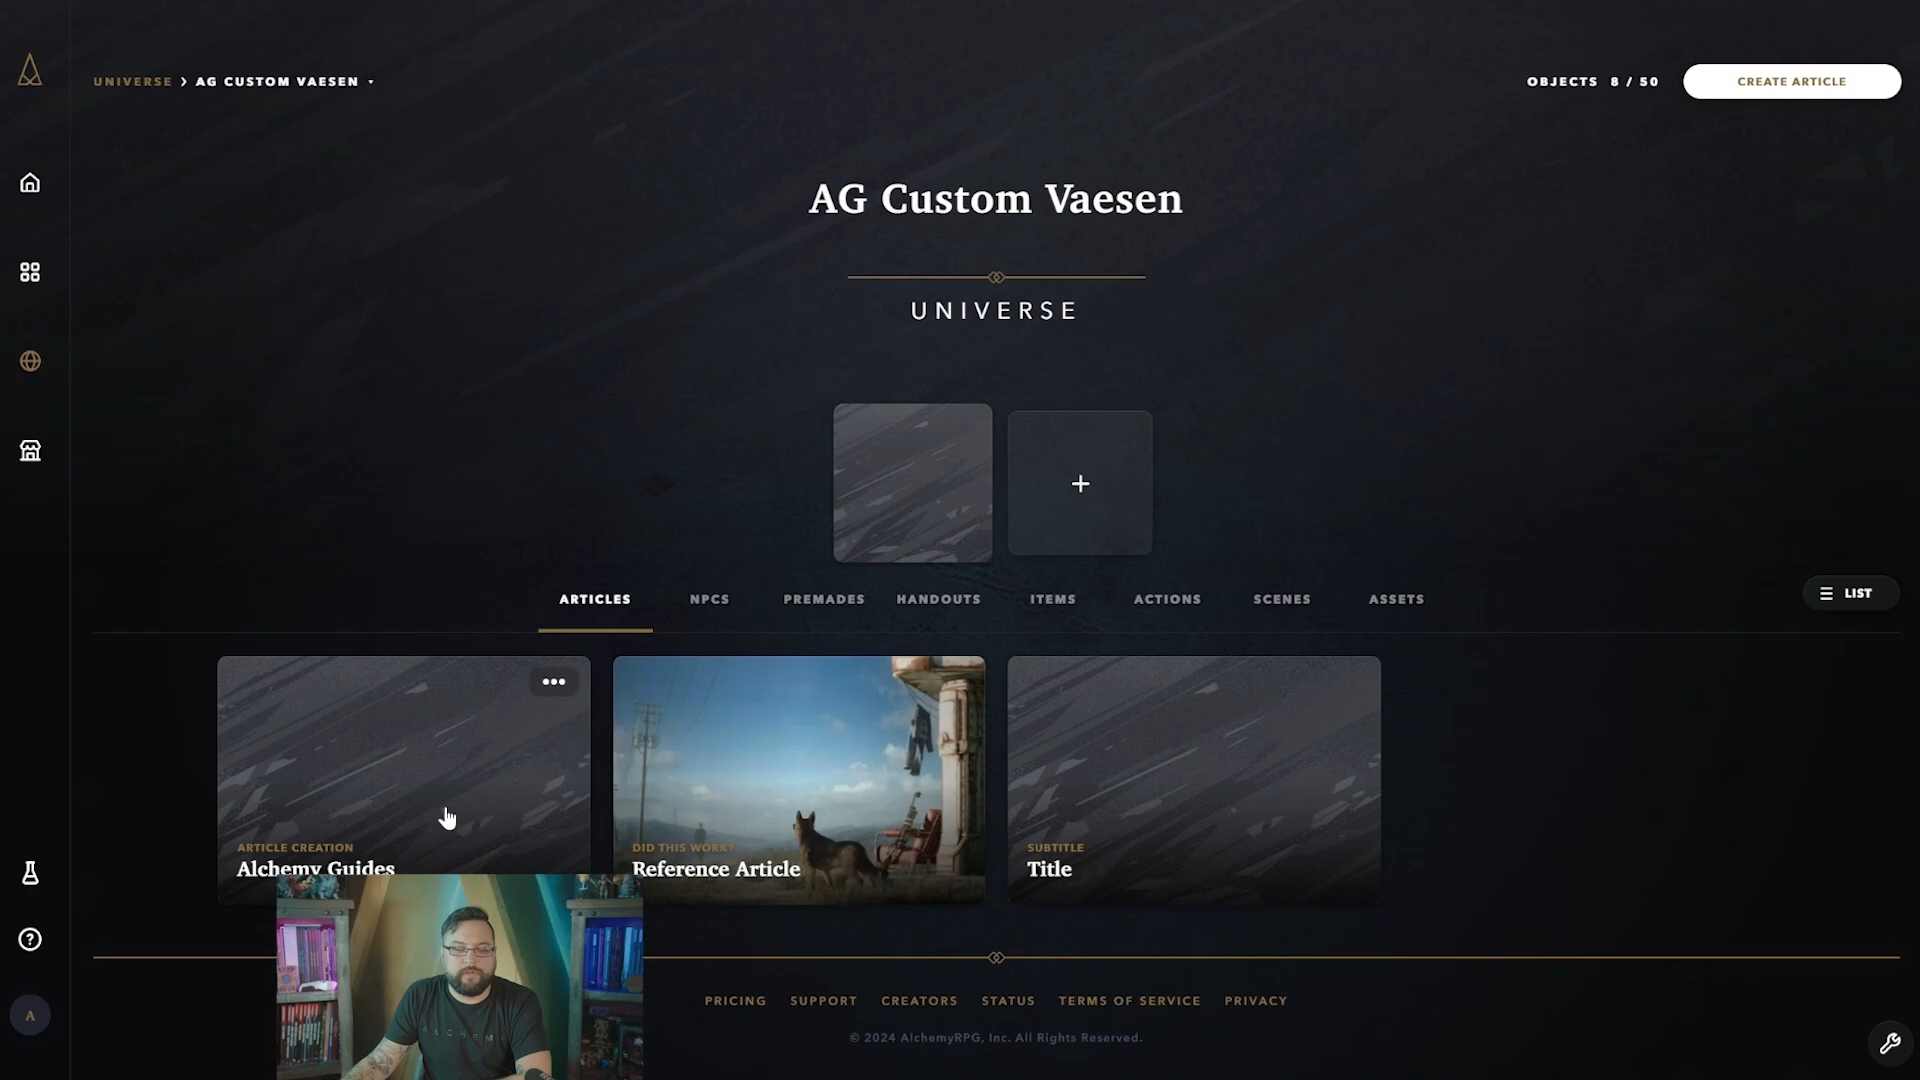 UNIVERSE > AG CUSTOM VAESEN
OBJECTS 8 / 50
CREATE ARTICLE
AG Custom Vaesen
UNIVERSE
ARTICLES NPCS PREMADES HANDOUTS ITEMS ACTIONS SCENES ASSETS
LIST
ARTICLE CREATION
Alchemy Guides
DID THIS WORK?
Reference Article
SUBTITLE
Title
ALCHEMY
PRICING SUPPORT CREATORS STATUS TERMS OF SERVICE PRIVACY
© 2024 AlchemyRPG, Inc. All Rights Reserved.
A